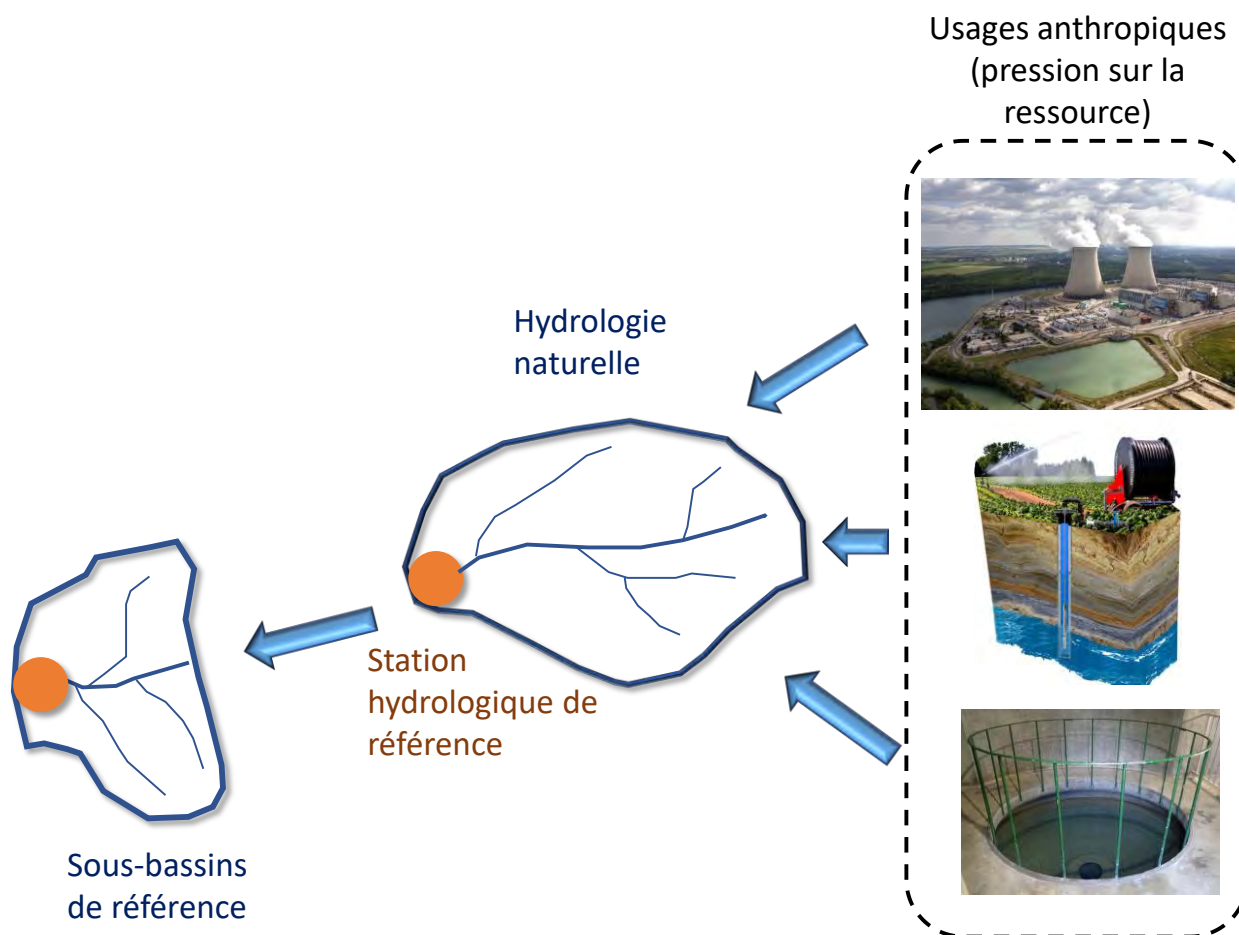 Usages anthropiques
(pression sur la
ressource)
Hydrologie
naturelle
Station
hydrologique de
référence
Sous-bassins
de référence